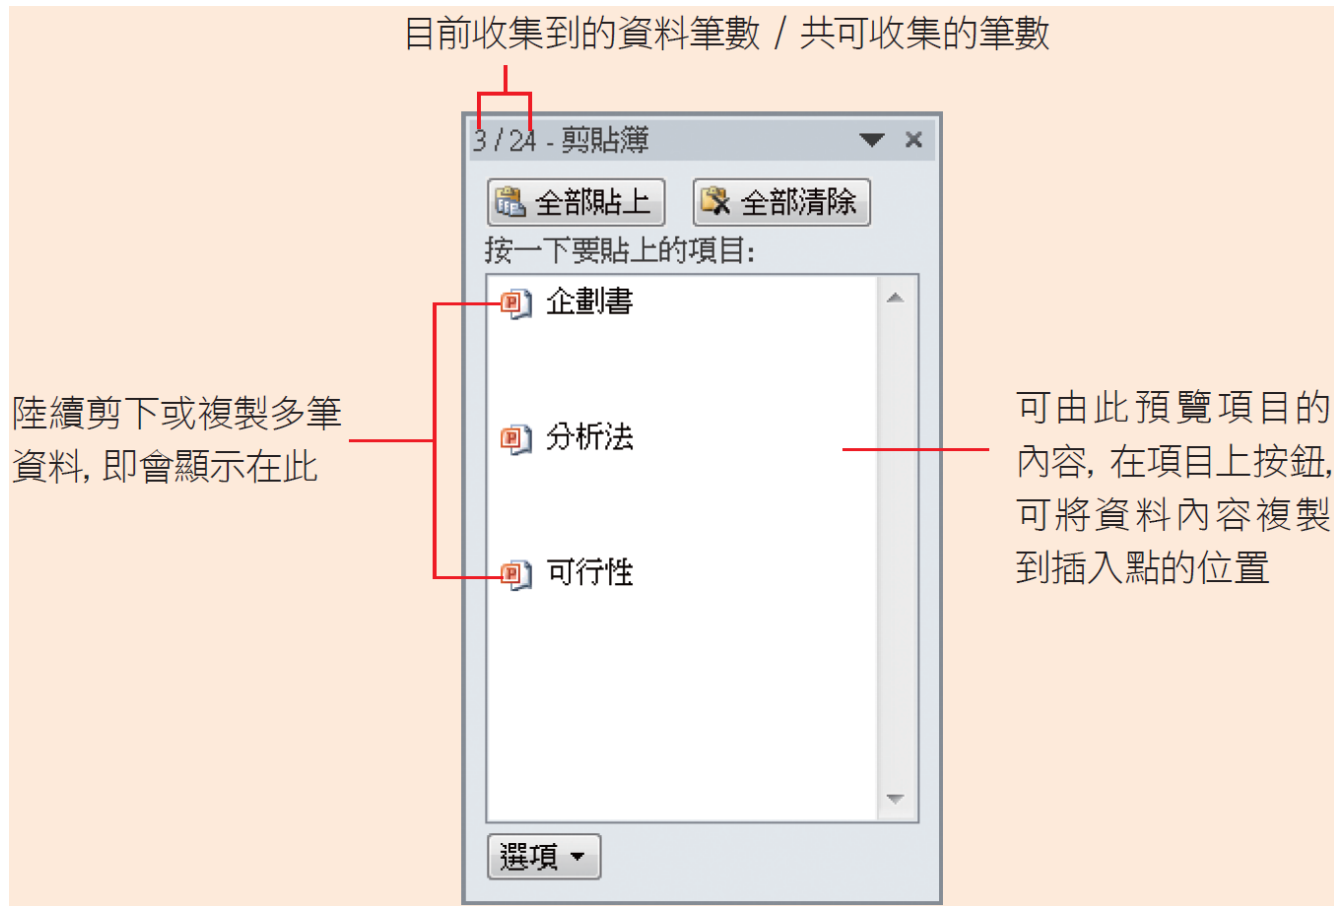 目前收集到的資料筆數 / 共可收集的筆數
3 / 24 - 剪貼簿
全部貼上 全部清除
按一下要貼上的項目:
企劃書
分析法
可行性
選項
陸續剪下或複製多筆
資料, 即會顯示在此
可由此預覽項目的
內容, 在項目上按鈕,
可將資料內容複製
到插入點的位置